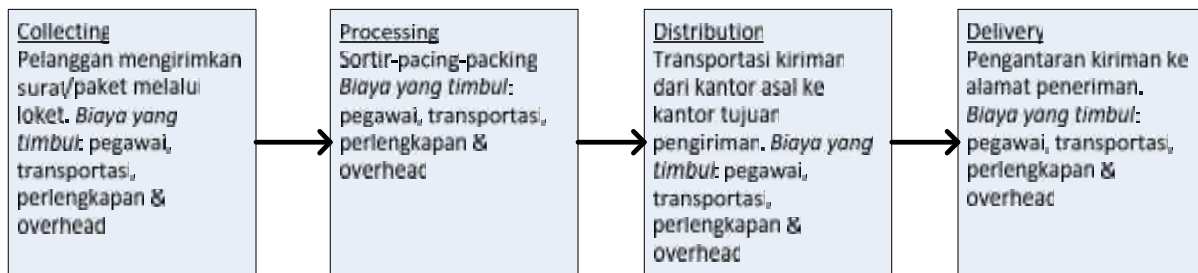 Collecting
Pelanggan mengirimkan
surat/paket melalui
loket. Biaya yang
timbul: pegawai,
transportasi,
perlengkapan &
overhead
Processing
Sortir-pacing-packing
Biaya yang timbul:
pegawai, transportasi,
perlengkapan &
overhead
Distribution
Transportasi kiriman
dari kantor asal ke
kantor tujuan
pengiriman. Biaya yang
timbul: pegawai,
transportasi,
perlengkapan &
overhead
Delivery
Pengantaran kiriman ke
alamat peneriman.
Biaya yang timbul:
pegawai, transportasi,
perlengkapan &
overhead